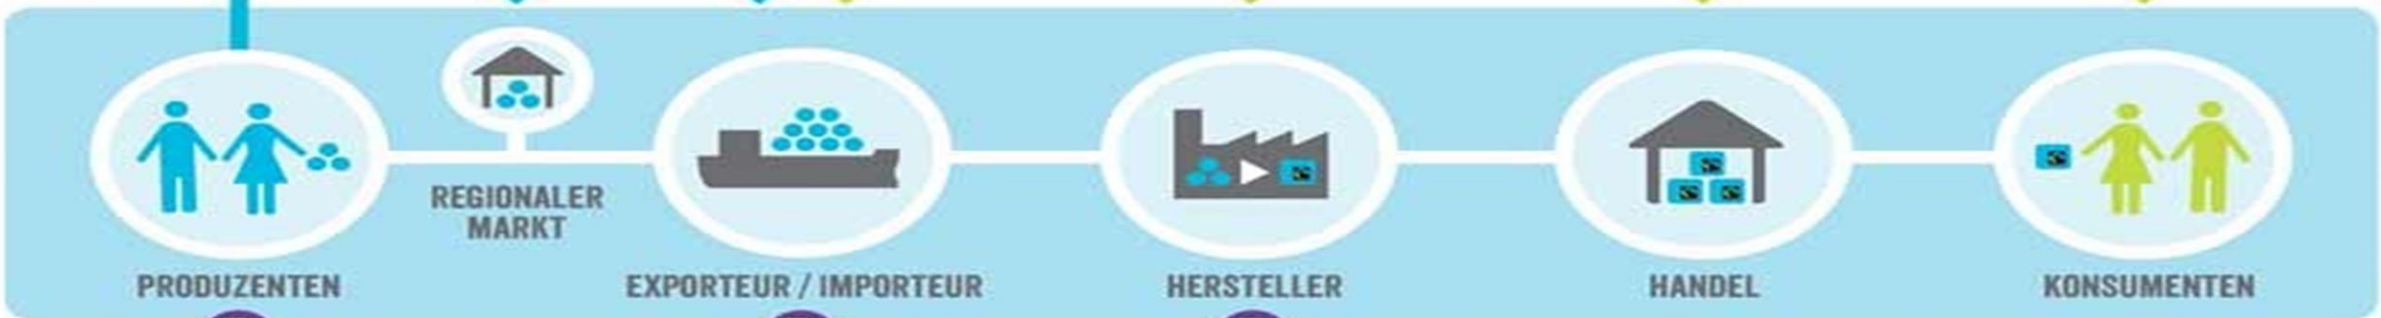 REGIONALER
MARKT
PRODUZENTEN
EXPORTEUR / IMPORTEUR
HERSTELLER
HANDEL
KONSUMENTEN